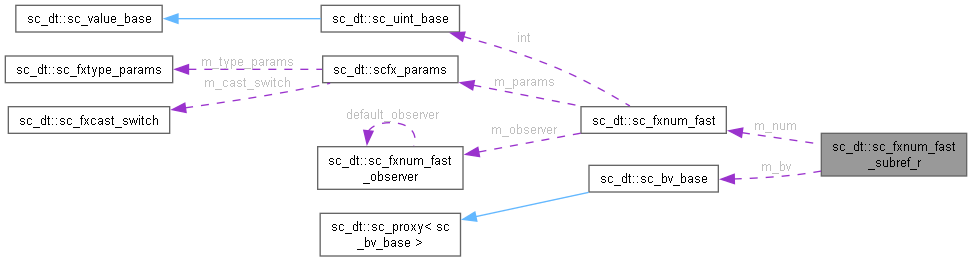 sc_dt::sc_value_base
sc_dt::sc_uint_base
int
m_type_params
sc_dt::sc_fxtype_params
sc_dt::scfx_params
m_cast_switch
m_params
sc_dt::sc_fxcast_switch
default_observer
m_observer
sc_dt::sc_fxnum_fast
m_num
sc_dt::sc_fxnum_fast
_subref_r
sc_dt::sc_fxnum_fast
_observer
m_bv
sc_dt::sc_bv_base
sc_dt::sc_proxy< sc
_bv_base >